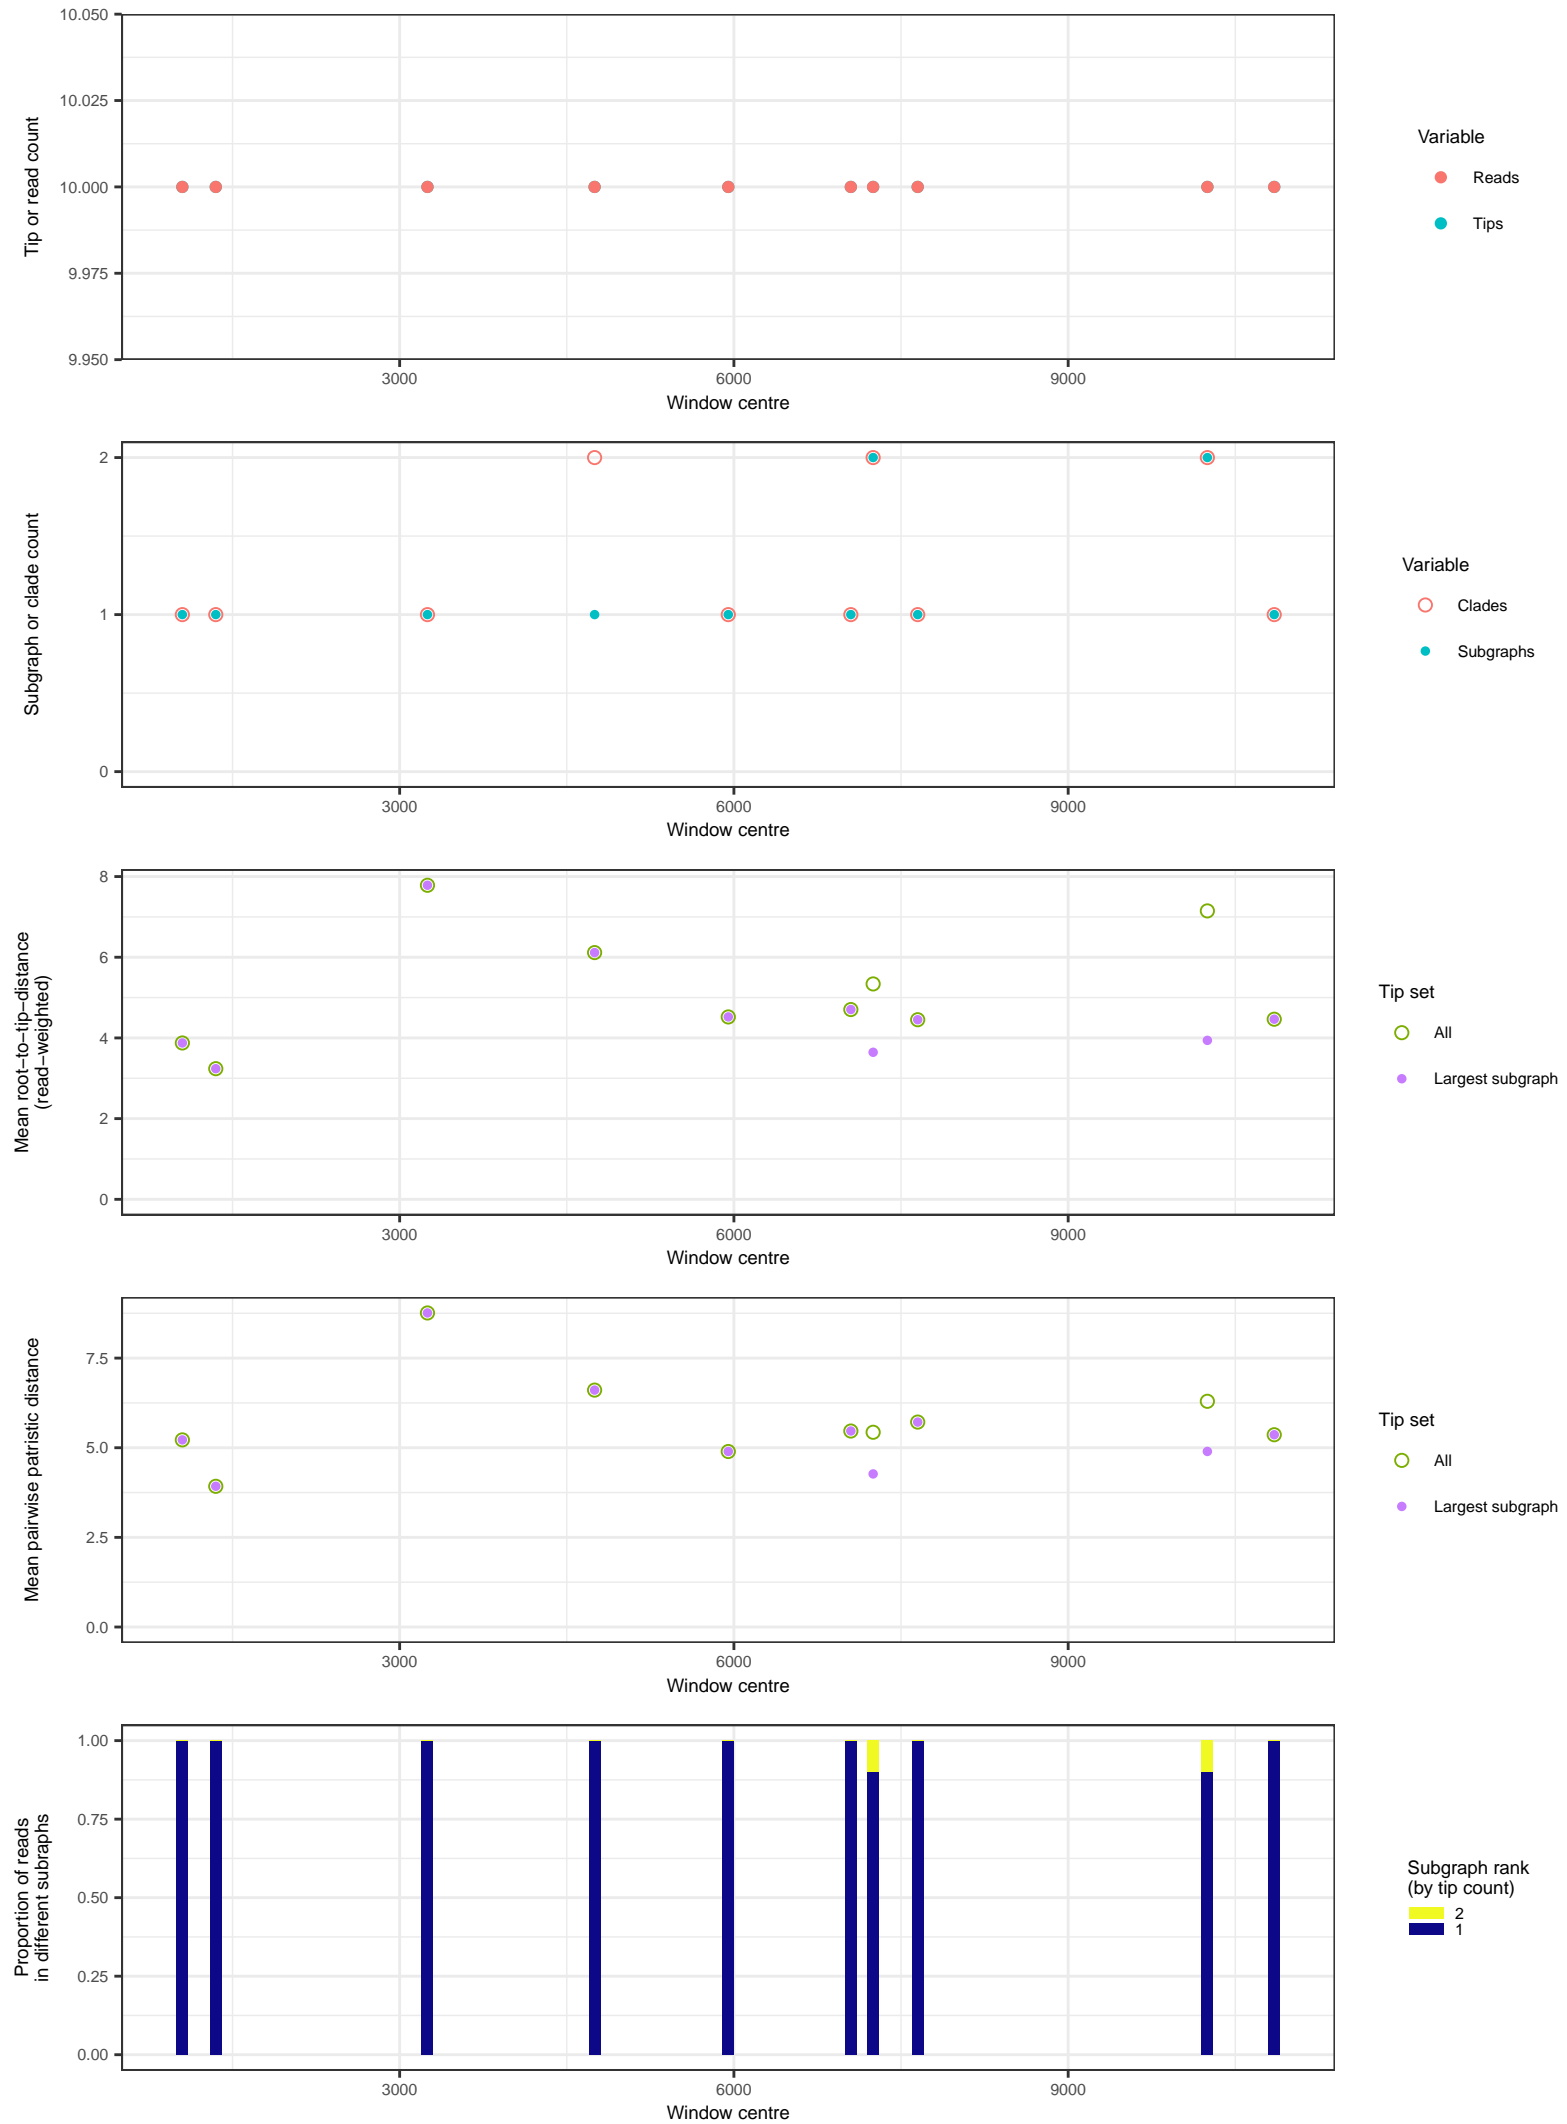 10.050
10.025
10.000
9.975
9.950
Tip or read count
3000
6000
9000
Window centre
Variable
Reads
Tips
2
1
0
Subgraph or clade count
3000
6000
9000
Window centre
Variable
Clades
Subgraphs
8
6
4
2
0
Mean root−to−tip−distance
(read−weighted)
3000
6000
9000
Window centre
Tip set
All
Largest subgraph
7.5
5.0
2.5
0.0
Mean pairwise patristic distance
3000
6000
9000
Window centre
Tip set
All
Largest subgraph
1.00
0.75
0.50
0.25
0.00
Proportion of reads
in different subraphs
3000
6000
9000
Window centre
Subgraph rank
(by tip count)
2
1